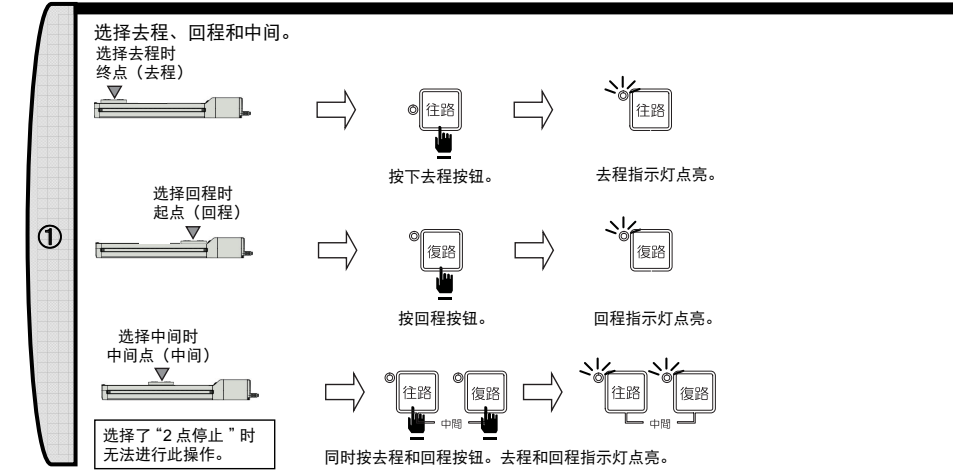 选择去程、回程和中间。
选择去程时
终点（去程）
往路
往路
按下去程按钮。
去程指示灯点亮。
①
选择回程时
起点（回程）
復路
復路
按回程按钮。
回程指示灯点亮。
选择中间时
中间点（中间）
往路
復路
往路
復路
中間
中間
选择了“2 点停止 ”时
无法进行此操作。
同时按去程和回程按钮。去程和回程指示灯点亮。